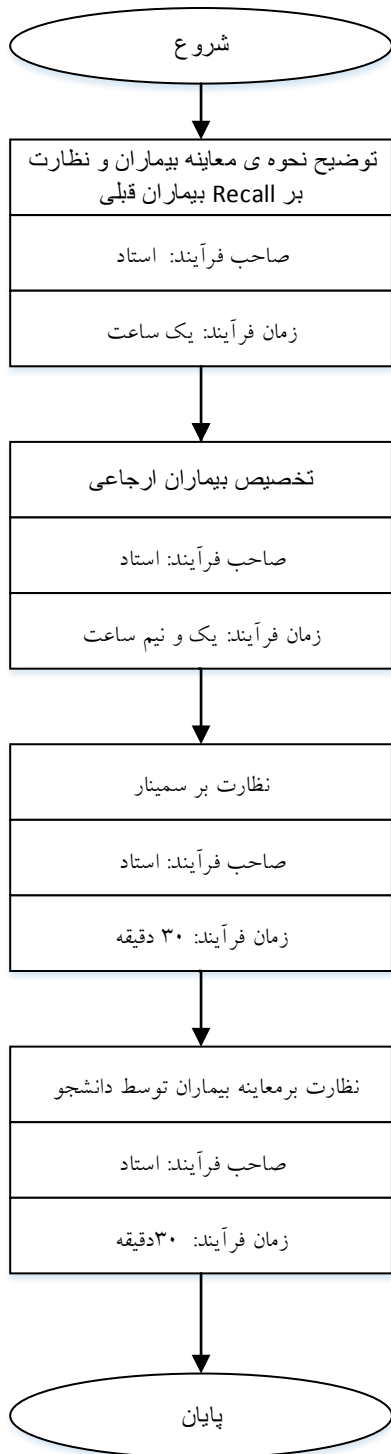 شروع
توضیح نحوه ی معاینه بیماران و نظارت
بر Recall بیماران قبلی
صاحب فرآیند: استاد
زمان فرآیند: یک ساعت
تخصیص بیماران ارجاعی
صاحب فرآیند: استاد
زمان فرآیند: یک و نیم ساعت
نظارت بر سمینار
صاحب فرآیند: استاد
زمان فرآیند: ۳۰ دقیقه
نظارت برمعاینه بیماران توسط دانشجو
صاحب فرآیند: استاد
زمان فرآیند: ۳۰دقیقه
پایان